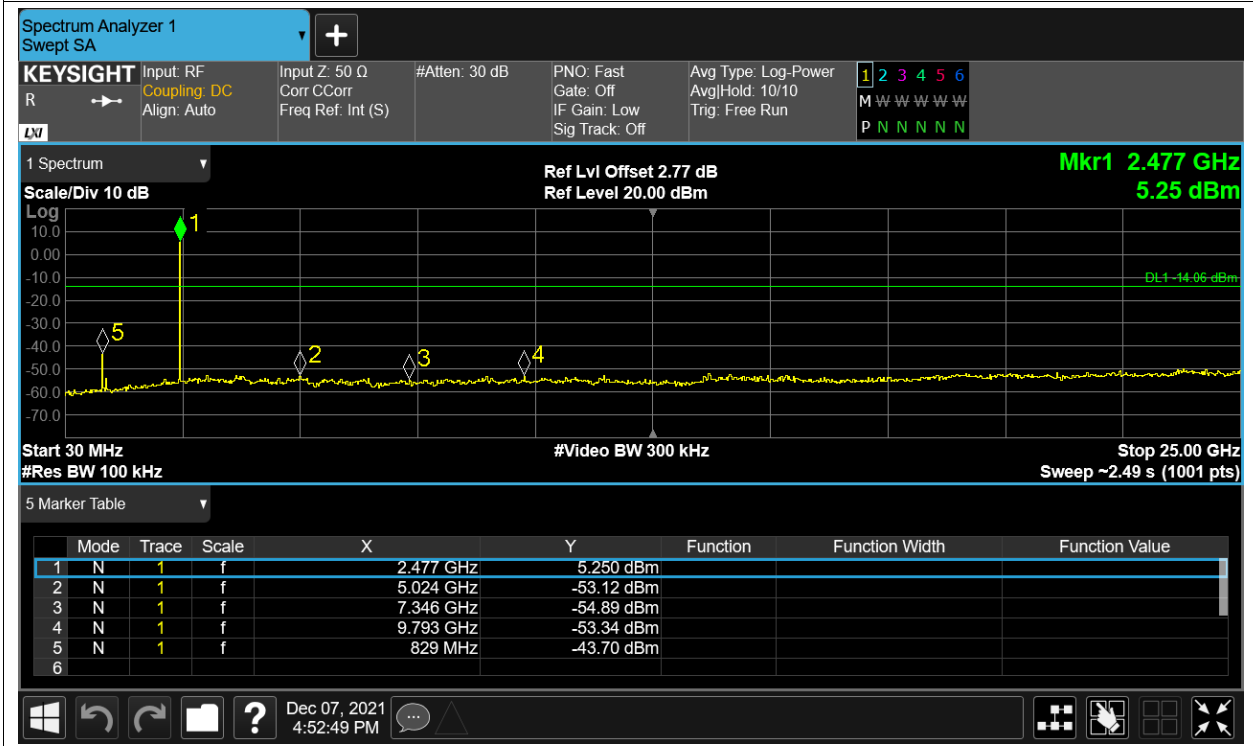 Spectrum Analyzer 1
Swept SA
+
KEYSIGHT Input: RF Input Z: 50 Ω #Atten: 30 dB PNO: Fast Avg Type: Log-Power 1 2 3 4 5 6
R Coupling: DC Corr CCorr Gate: Off Avg|Hold: 10/10 M W W W W W
Align: Auto Freq Ref: Int (S) IF Gain: Low Trig: Free Run
LXI Sig Track: Off P N N N N N
1 Spectrum Ref Lvl Offset 2.77 dB Mkr1 2.477 GHz
Scale/Div 10 dB Ref Level 20.00 dBm 5.25 dBm
Log
10.0 1
0.00
-10.0 DL1 -14.06 dBm
-20.0
-30.0 5
-40.0 2 3 4
-50.0
-60.0
-70.0
Start 30 MHz #Video BW 300 kHz Stop 25.00 GHz
#Res BW 100 kHz Sweep ~2.49 s (1001 pts)
5 Marker Table
Mode Trace Scale X Y Function Function Width Function Value
1 N 1 f 2.477 GHz 5.250 dBm
2 N 1 f 5.024 GHz -53.12 dBm
3 N 1 f 7.346 GHz -54.89 dBm
4 N 1 f 9.793 GHz -53.34 dBm
5 N 1 f 829 MHz -43.70 dBm
6
? Dec 07, 2021
4:52:49 PM